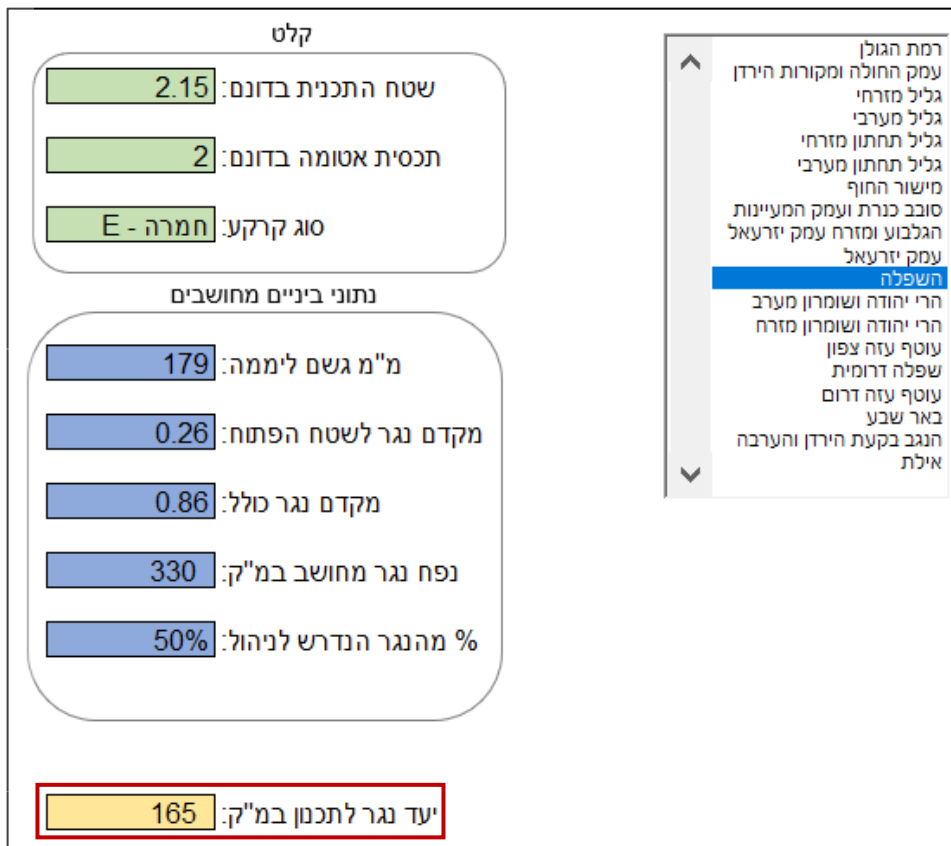 קלט
שטח התכנית בדונם: 2.15
תכסית אטומה בדונם: 2
סוג קרקע: חמרה - E
נתוני ביניים מחושבים
מ"מ גשם ליממה: 179
מקדם נגר לשטח הפתוח: 0.26
מקדם נגר כולל: 0.86
נפח נגר מחושב במ"ק: 330
% מהנגר הנדרש לניהול: 50%
יעד נגר לתכנון במ"ק: 165
רמת הגולן
עמק החולה ומקורות הירדן
גליל מזרחי
גליל מערבי
גליל תחתון מזרחי
גליל תחתון מערבי
מישור החוף
סובב כנרת ועמק המעיינות
הגלבוע ומזרח עמק יזרעאל
עמק יזרעאל
השפלה
הרי יהודה ושומרון מערב
הרי יהודה ושומרון מזרח
עוטף עזה צפון
שפלה דרומית
עוטף עזה דרום
באר שבע
הנגב בקעת הירדן והערבה
אילת